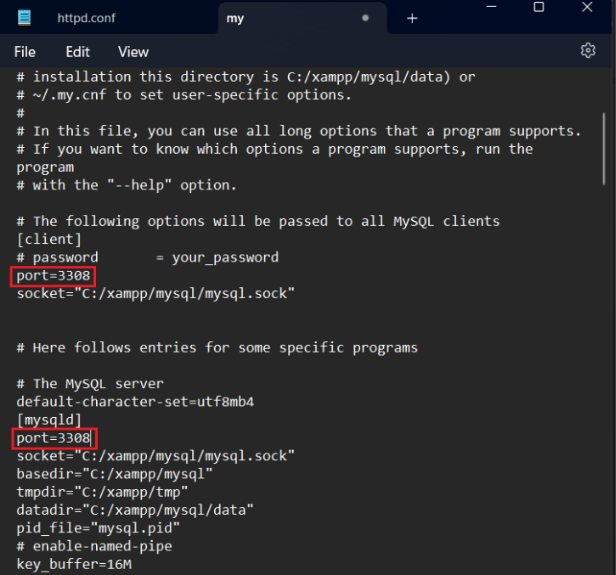 httpd.conf
my
File Edit View
# installation this directory is C:/xampp/mysql/data) or
# ~/.my.cnf to set user-specific options.
#
# In this file, you can use all long options that a program supports.
# If you want to know which options a program supports, run the
program
# with the "--help" option.
# The following options will be passed to all MySQL clients
[client]
# password       = your_password
port=3308
socket="C:/xampp/mysql/mysql.sock"
# Here follows entries for some specific programs
# The MySQL server
default-character-set=utf8mb4
[mysqld]
port=3308
socket="C:/xampp/mysql/mysql.sock"
basedir="C:/xampp/mysql"
tmpdir="C:/xampp/tmp"
datadir="C:/xampp/mysql/data"
pid_file="mysql.pid"
# enable-named-pipe
key_buffer=16M